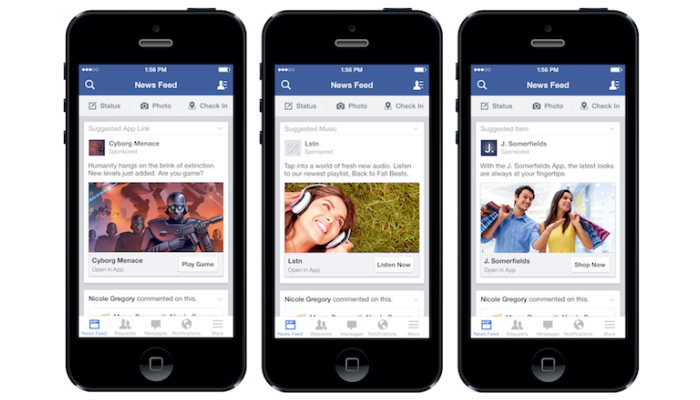 1:56 PM
News Feed
Status
Photo
Check In
Suggested App Link
Cyborg Menace
Sponsored
Humanity hangs on the brink of extinction.
New levels just added. Are you game?
Cyborg Menace
Open in App
Play Game
Nicole Gregory commented on this.
News Feed
Requests
Messages
Notifications
More
1:56 PM
News Feed
Status
Photo
Check In
Suggested Music
Lstn
Sponsored
Tap into a world of fresh new audio. Listen
to our newest playlist, Back to Fall Beats.
Lstn
Open in App
Listen Now
Nicole Gregory commented on this.
News Feed
Requests
Messages
Notifications
More
1:56 PM
News Feed
Status
Photo
Check In
Suggested Item
J.
J. Somerfields
Sponsored
With the J. Somerfields App, the latest looks
are always at your fingertips.
J. Somerfields
Open in App
Shop Now
Nicole Gregory commented on this.
News Feed
Requests
Messages
Notifications
More